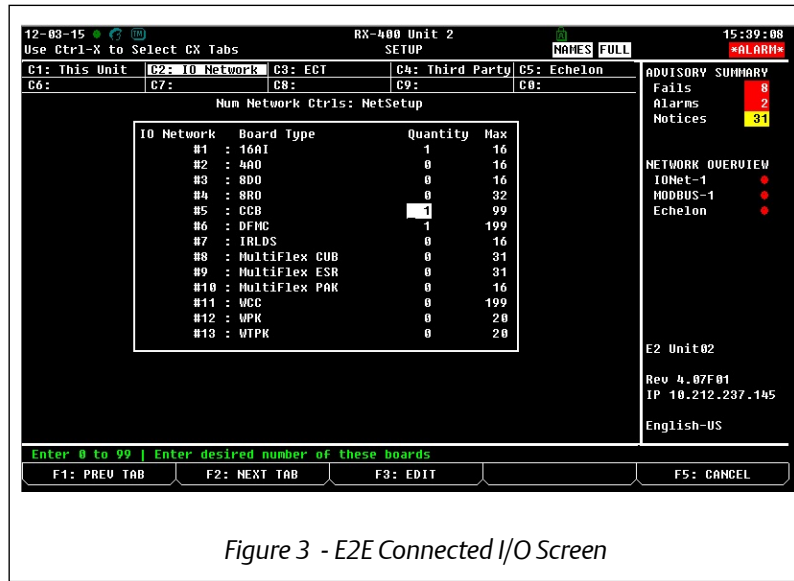 12-03-15 RX-400 Unit 2 15:39:08
Use Ctrl-X to Select CX Tabs SETUP NAMES FULL *ALARM*
C1: This Unit C2: IO Network C3: ECT C4: Third Party C5: Echelon
C6: C7: C8: C9: C0:
Num Network Ctrls: NetSetup
IO Network Board Type Quantity Max
#1 : 16AI 1 16
#2 : 4AO 0 16
#3 : 8DO 0 16
#4 : 8RO 0 32
#5 : CCB 1 99
#6 : DFMC 1 199
#7 : IRLDS 0 16
#8 : MultiFlex CUB 0 31
#9 : MultiFlex ESR 0 31
#10 : MultiFlex PAK 0 16
#11 : WCC 0 199
#12 : WPK 0 20
#13 : WTPK 0 20
ADVISORY SUMMARY
Fails 8
Alarms 2
Notices 31
NETWORK OVERVIEW
IONet-1
MODBUS-1
Echelon
E2 Unit02
Rev 4.07F01
IP 10.212.237.145
English-US
Enter 0 to 99 | Enter desired number of these boards
F1: PREV TAB F2: NEXT TAB F3: EDIT F5: CANCEL
Figure 3 - E2E Connected I/O Screen